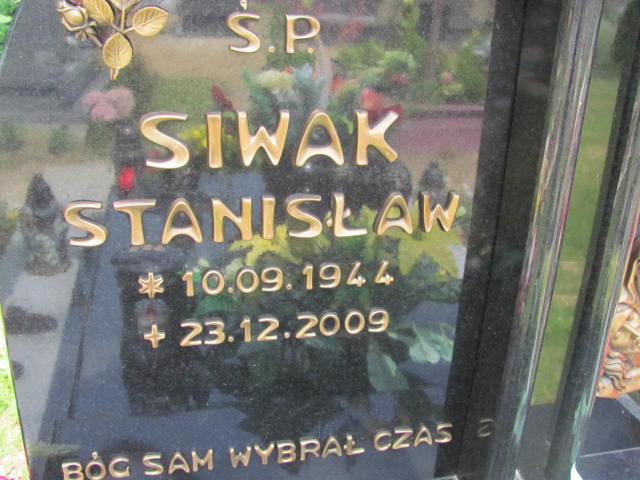 Ś.P.
SIWAK
STANISŁAW
* 10.09.1944
+ 23.12.2009
BÓG SAM WYBRAŁ CZAS